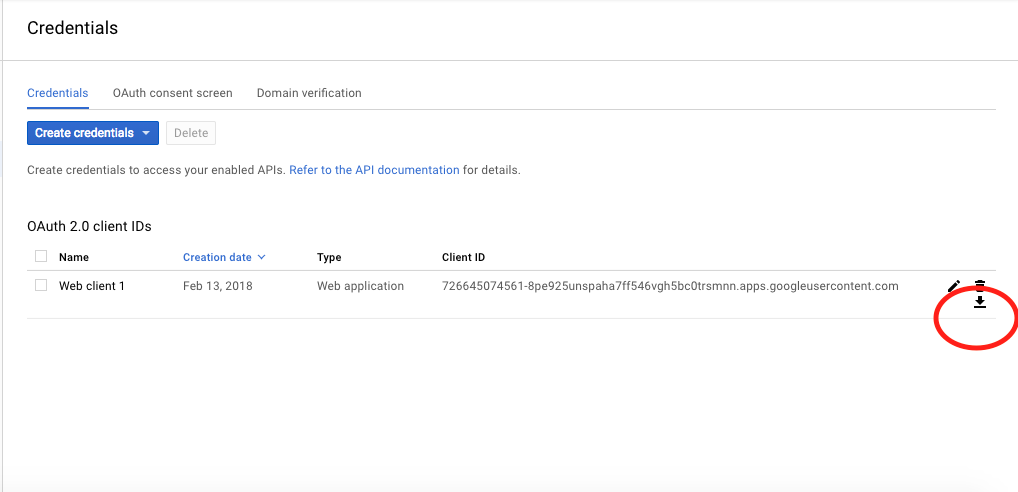 Credentials
Credentials OAuth consent screen Domain verification
Create credentials Delete
Create credentials to access your enabled APIs. Refer to the API documentation for details.
OAuth 2.0 client IDs
Name Creation date Type Client ID
Web client 1 Feb 13, 2018 Web application 726645074561-8pe925unspaha7ff546vgh5bc0trsmnn.apps.googleusercontent.com